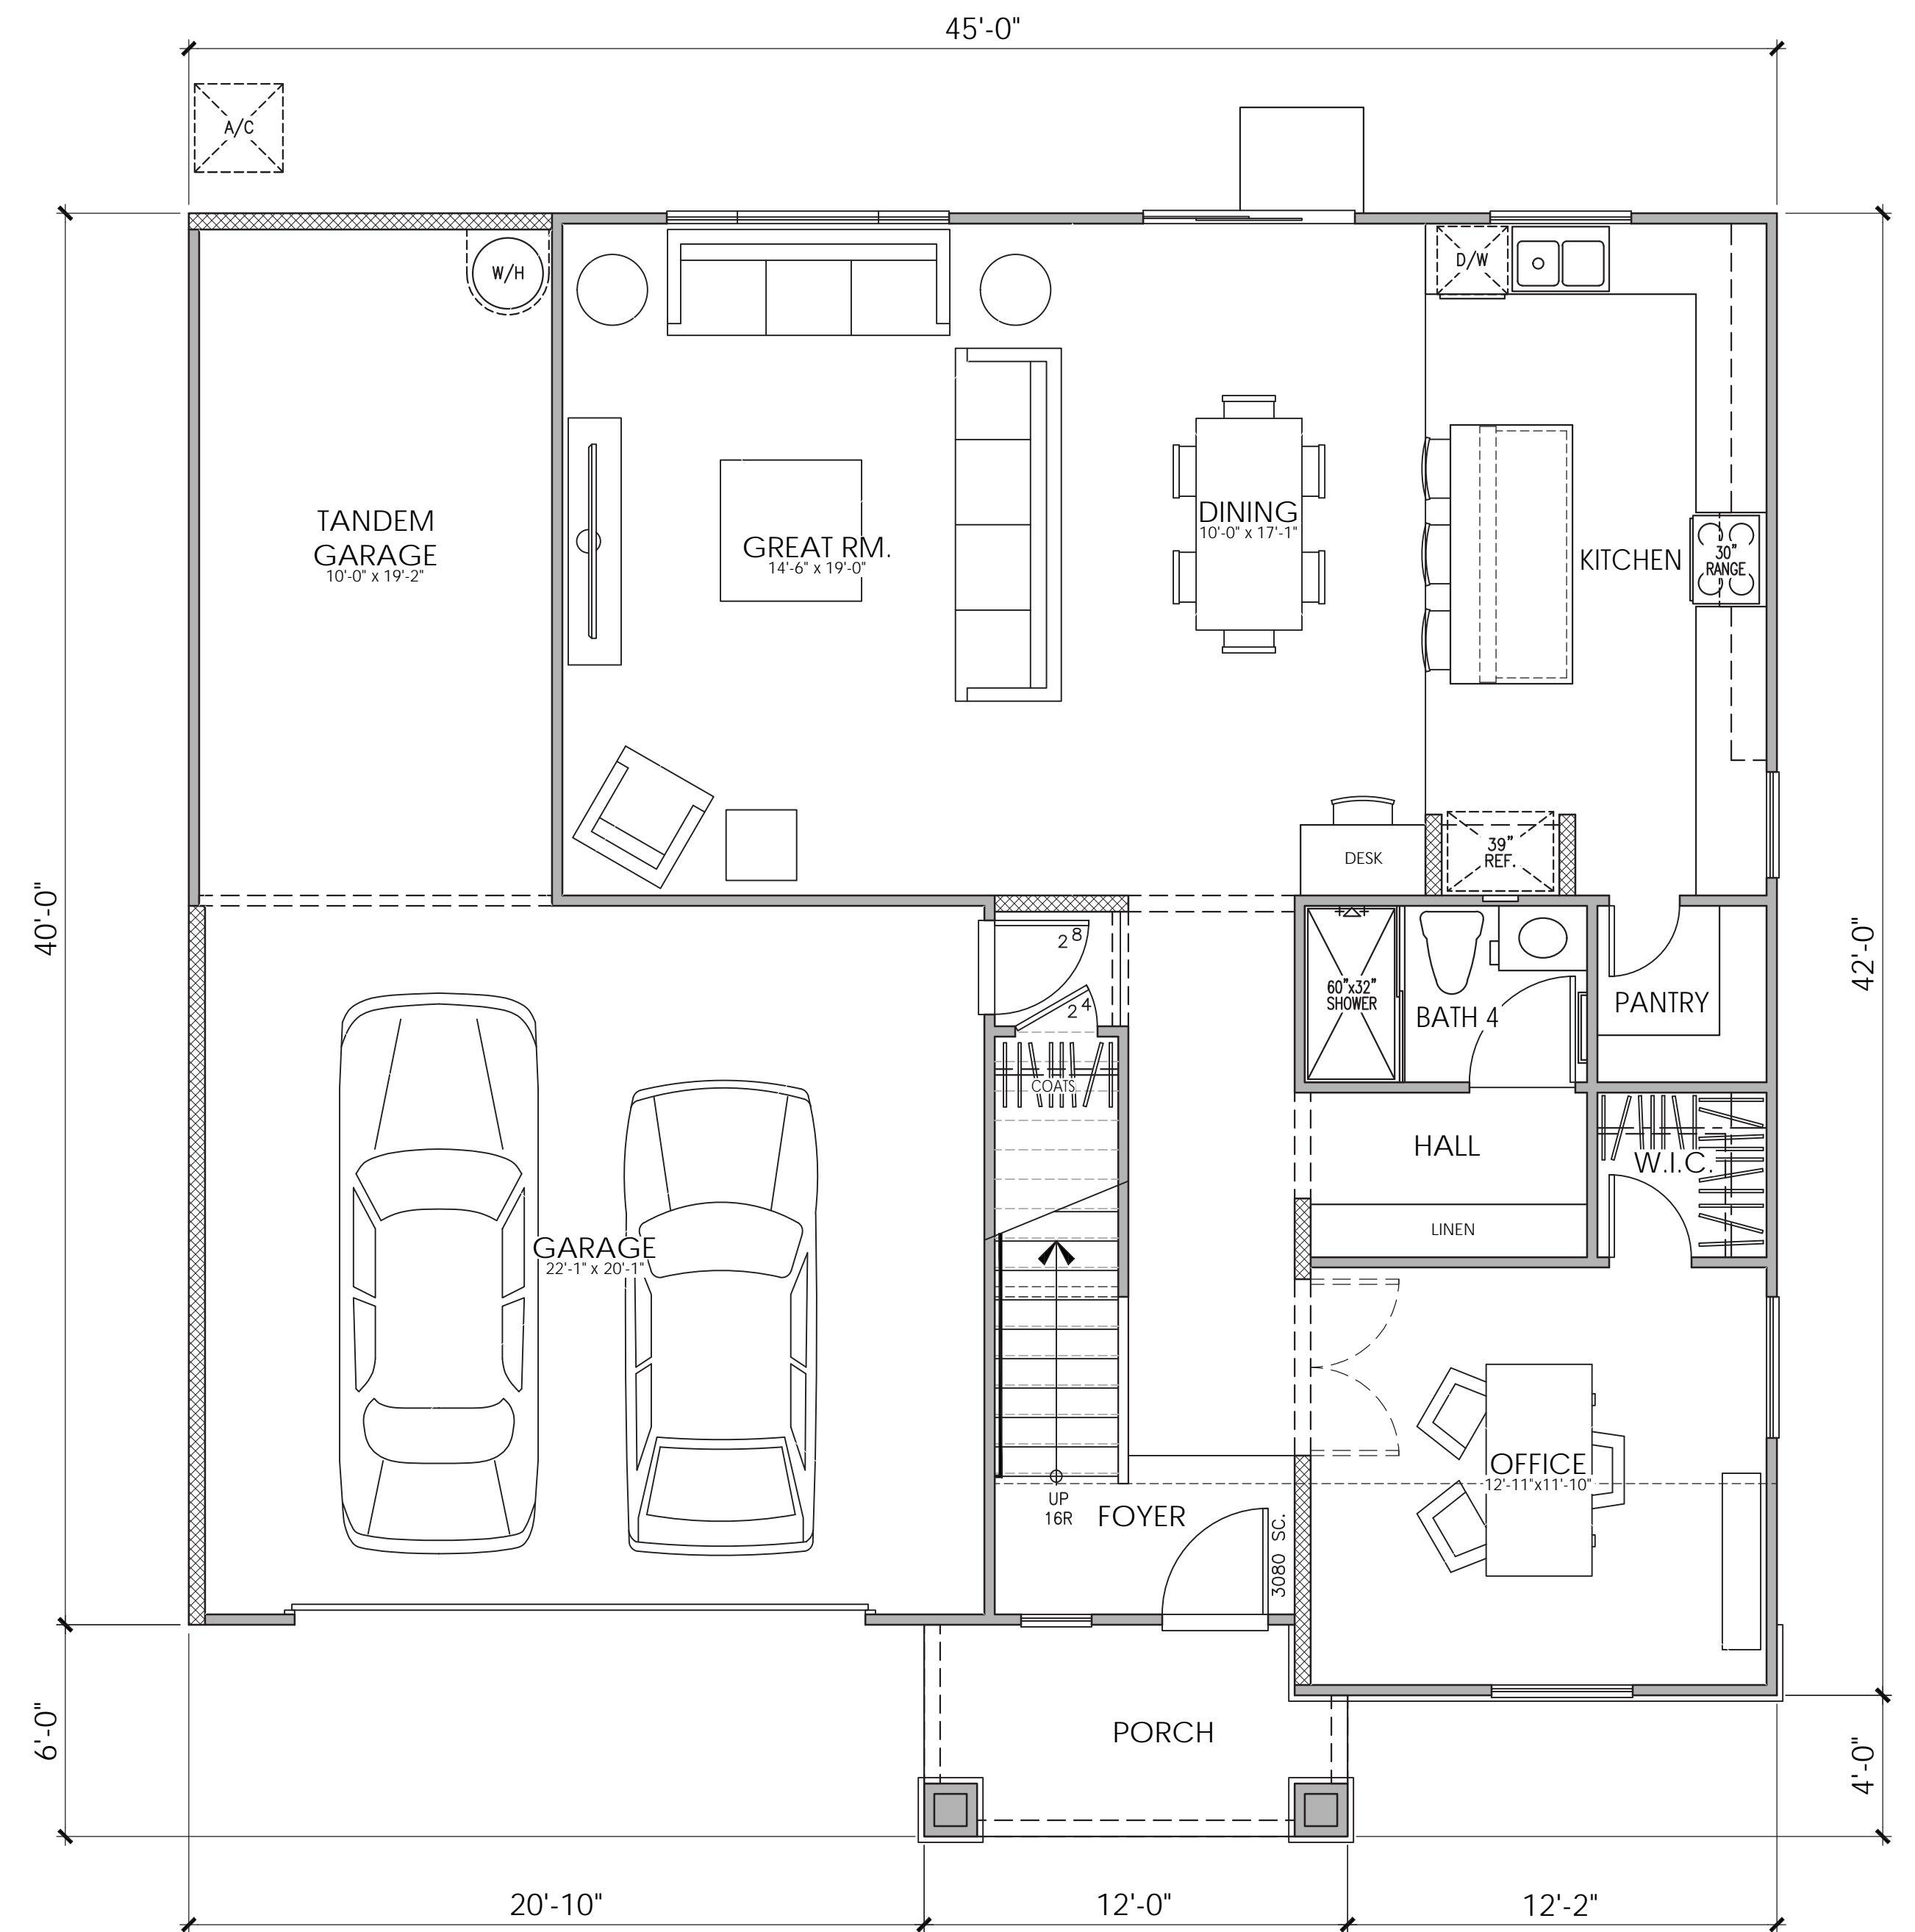 45'-0"
A/C
W/H
D/W
TANDEM
GARAGE
10'-0" x 19'-2"
GREAT RM.
14'-6" x 19'-0"
DINING
10'-0" x 17'-1"
KITCHEN
30"
RANGE
DESK
39"
REF.
40'-0"
42'-0"
2 8
2 4
60"x32"
SHOWER
BATH 4
PANTRY
COATS
HALL
W.I.C.
LINEN
GARAGE
22'-1" x 20'-1"
OFFICE
12'-11"x11'-10"
UP
16R
FOYER
3080 SC.
6'-0"
PORCH
4'-0"
20'-10"
12'-0"
12'-2"